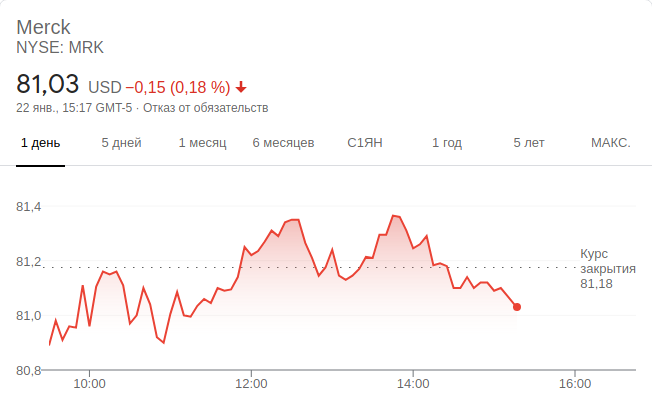 Merck
NYSE: MRK
81,03 USD −0,15 (0,18 %)
22 янв., 15:17 GMT-5 · Отказ от обязательств
1 день 5 дней 1 месяц 6 месяцев С1ЯН 1 год 5 лет МАКС.
81,4
81,2
81,0
80,8
Курс
закрытия
81,18
10:00 12:00 14:00 16:00